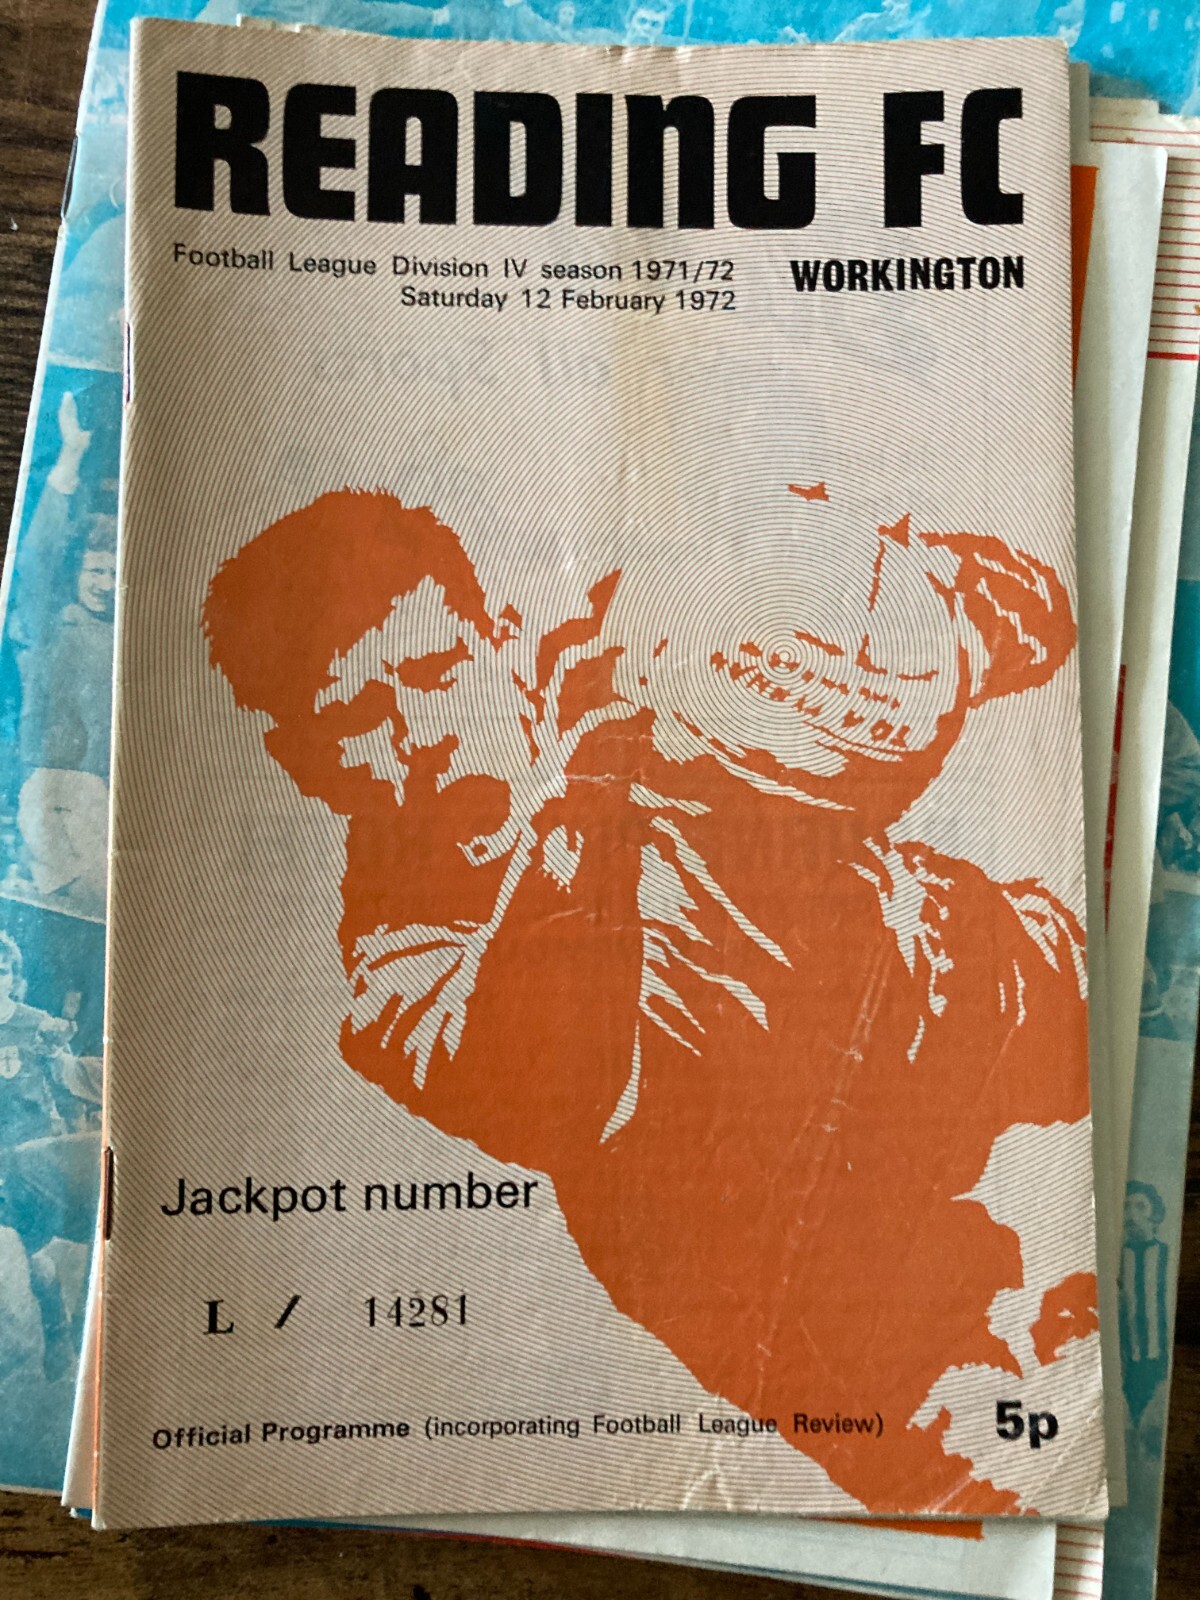 READING FC
Football League Division IV season 1971/72
Saturday 12 February 1972
WORKINGTON
Jackpot number
L / 14281
Official Programme (incorporating Football League Review)
5p